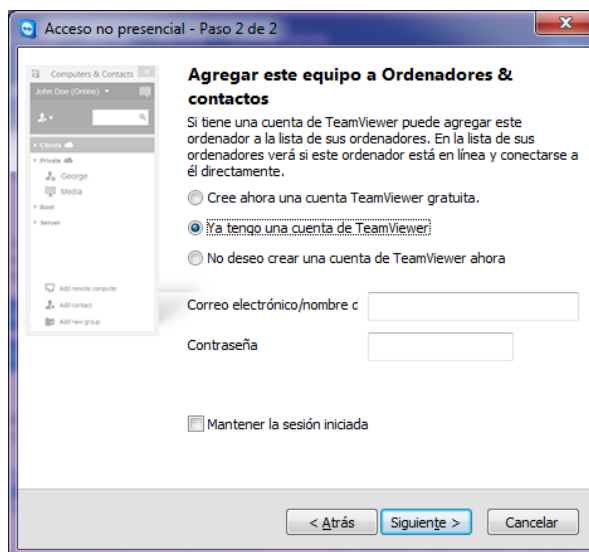 Acceso no presencial - Paso 2 de 2
Computers & Contacts
John Doe (Online)
Clients
Private
George
Media
Root
Server
Add remote computer
Add contact
Add new group
Agregar este equipo a Ordenadores &
contactos
Si tiene una cuenta de TeamViewer puede agregar este
ordenador a la lista de sus ordenadores. En la lista de sus
ordenadores verá si este ordenador está en línea y conectarse a
él directamente.
Cree ahora una cuenta TeamViewer gratuita.
Ya tengo una cuenta de TeamViewer
No deseo crear una cuenta de TeamViewer ahora
Correo electrónico/nombre d
Contraseña
Mantener la sesión iniciada
< Atrás
Siguiente >
Cancelar